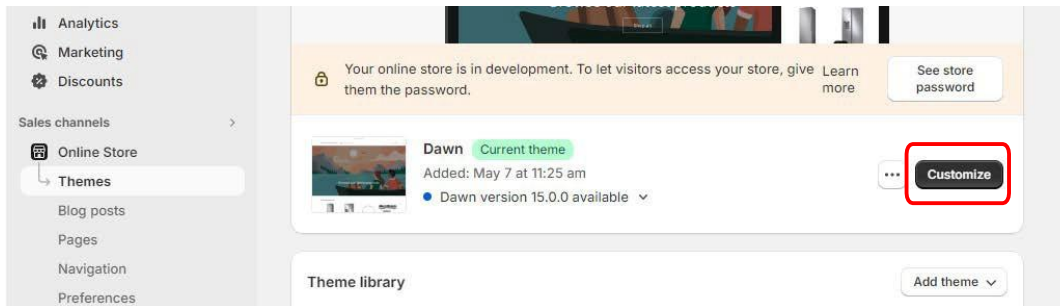 Analytics
Marketing
Discounts
Sales channels
Online Store
Themes
Blog posts
Pages
Navigation
Preferences
Your online store is in development. To let visitors access your store, give
them the password.
Learn
more
See store
password
Dawn Current theme
Added: May 7 at 11:25 am
Dawn version 15.0.0 available
Customize
Theme library
Add theme